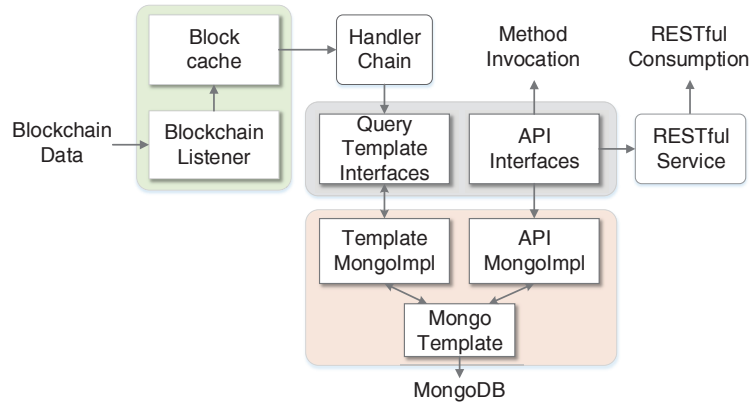 Block
cache
Handler
Chain
Method
Invocation
RESTful
Consumption
Blockchain
Data
Blockchain
Listener
Query
Template
Interfaces
API
Interfaces
RESTful
Service
Template
MongoImpl
API
MongoImpl
Mongo
Template
MongoDB